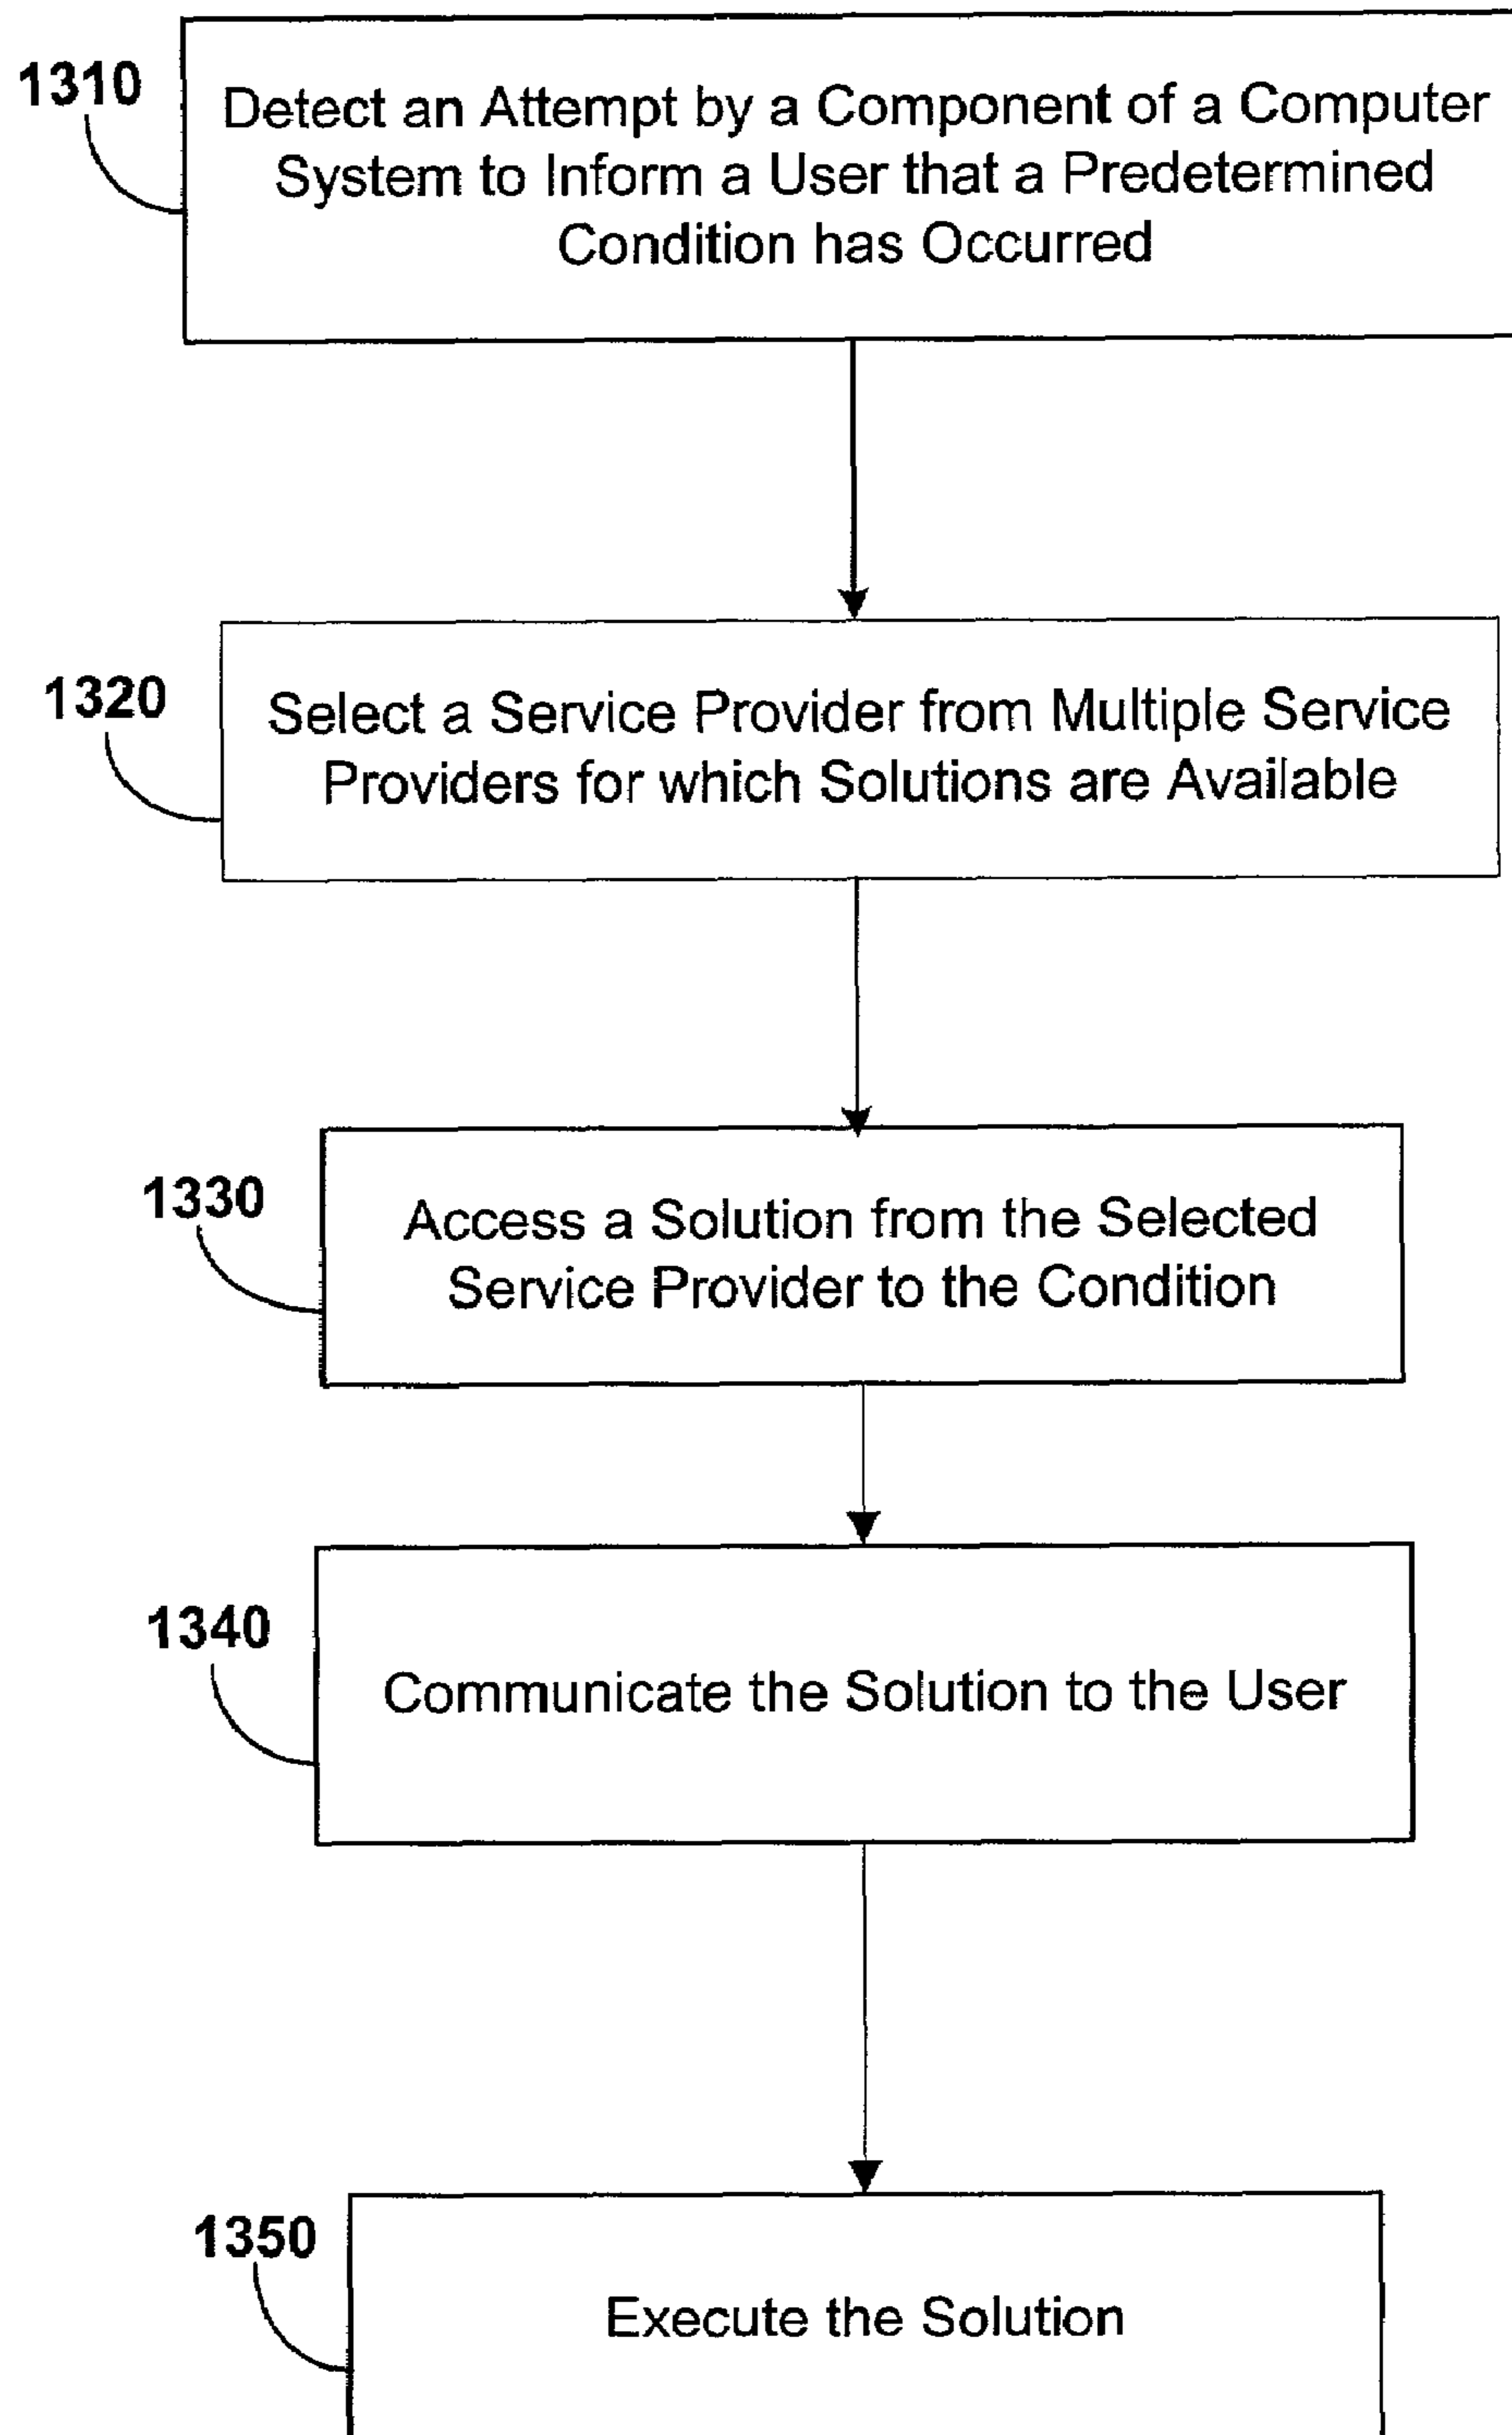 1310
Detect an Attempt by a Component of a Computer
System to Inform a User that a Predetermined
Condition has Occurred
1320
Select a Service Provider from Multiple Service
Providers for which Solutions are Available
1330
Access a Solution from the Selected
Service Provider to the Condition
1340
Communicate the Solution to the User
1350
Execute the Solution